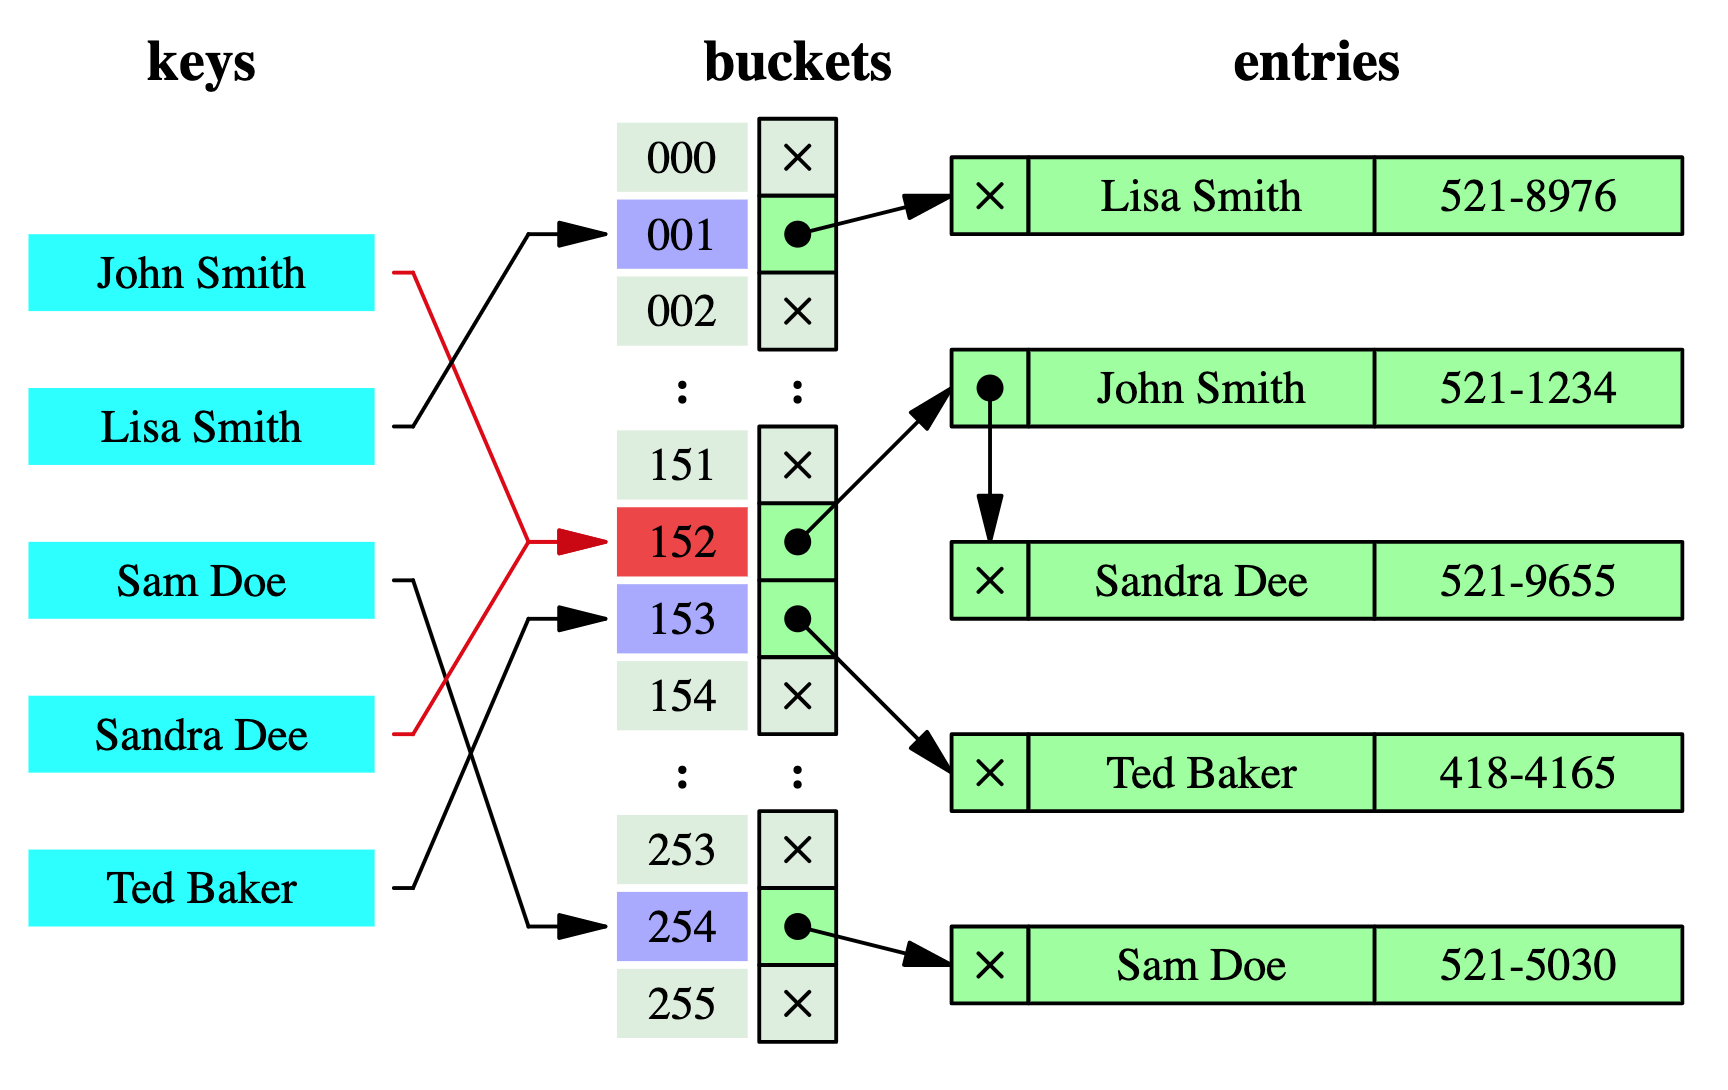 keys
buckets
entries
John Smith
Lisa Smith
Sam Doe
Sandra Dee
Ted Baker
000
001
002
:
:
151
152
153
154
:
:
253
254
255
Lisa Smith 521-8976
John Smith 521-1234
Sandra Dee 521-9655
Ted Baker 418-4165
Sam Doe 521-5030